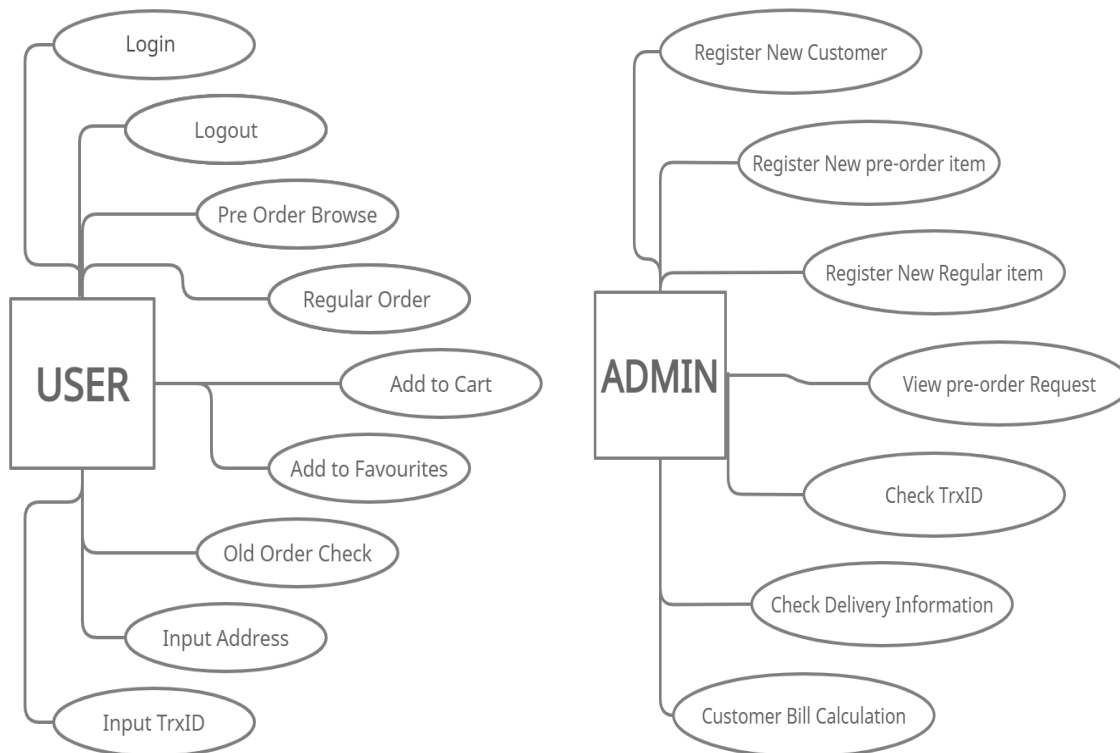 Login
Logout
Pre Order Browse
Regular Order
USER
Add to Cart
Add to Favourites
Old Order Check
Input Address
Input TrxID
Register New Customer
Register New pre-order item
Register New Regular item
ADMIN
View pre-order Request
Check TrxID
Check Delivery Information
Customer Bill Calculation